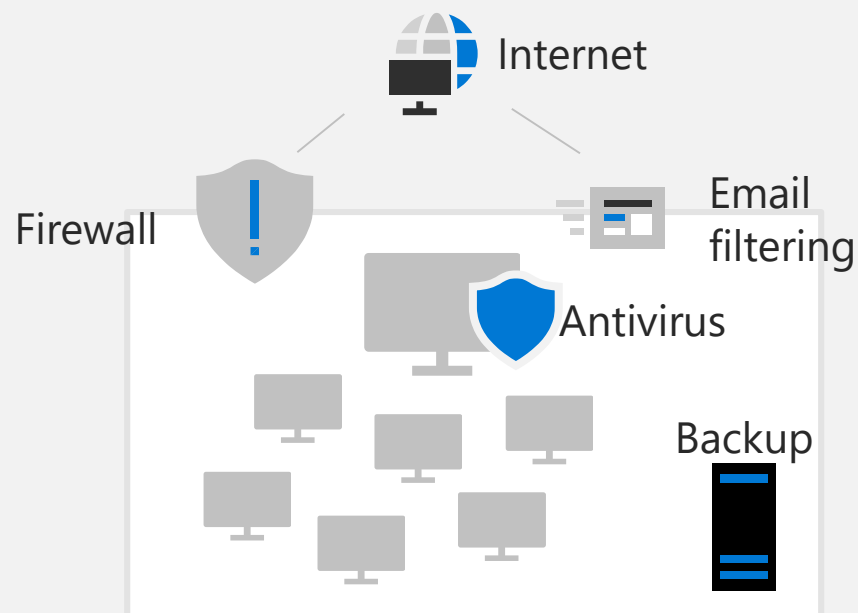 Internet
Firewall
Email
filtering
Antivirus
Backup